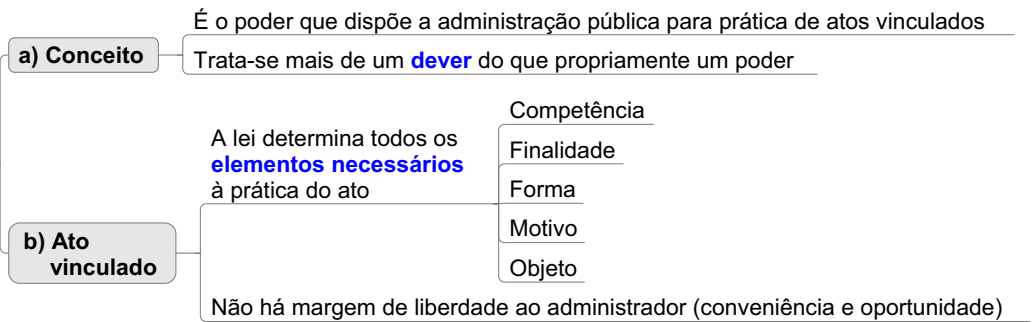 a) Conceito
É o poder que dispõe a administração pública para prática de atos vinculados
Trata-se mais de um dever do que propriamente um poder
b) Ato
vinculado
A lei determina todos os
elementos necessários
à prática do ato
Competência
Finalidade
Forma
Motivo
Objeto
Não há margem de liberdade ao administrador (conveniência e oportunidade)